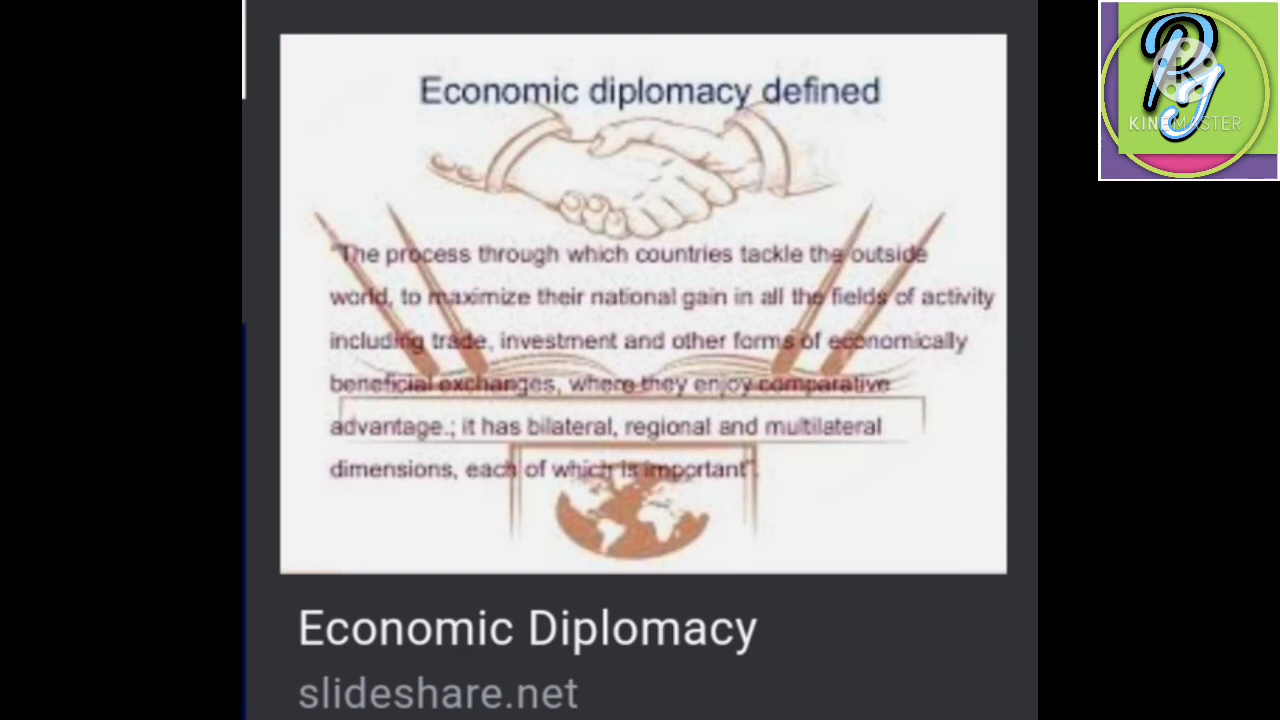 Economic diplomacy defined
"The process through which countries tackle the outside
world, to maximize their national gain in all the fields of activity
including trade, investment and other forms of economically
beneficial exchanges, where they enjoy comparative
advantage.; it has bilateral, regional and multilateral
dimensions, each of which is important".
Economic Diplomacy
slideshare.net
KINEMASTER